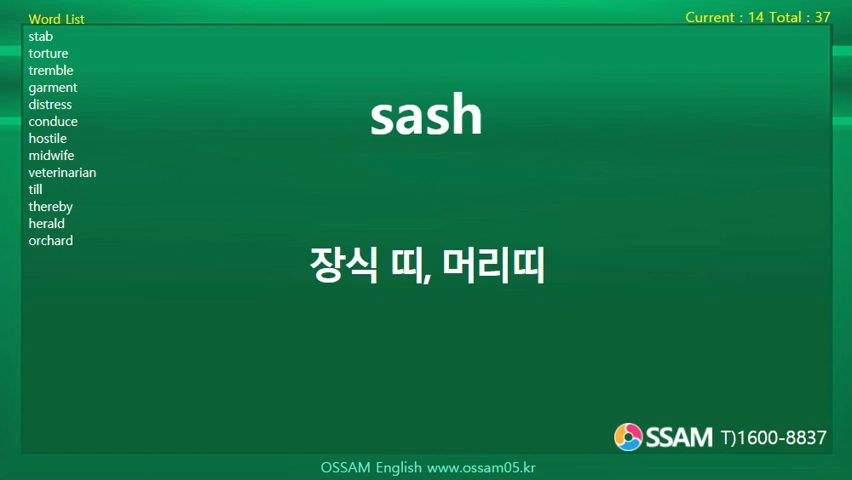 Word List
Current : 14 Total : 37
stab
torture
tremble
garment
distress
conduce
hostile
midwife
veterinarian
till
thereby
herald
orchard
sash
장식 띠, 머리띠
OSSAM T)1600-8837
OSSAM English www.ossam05.kr